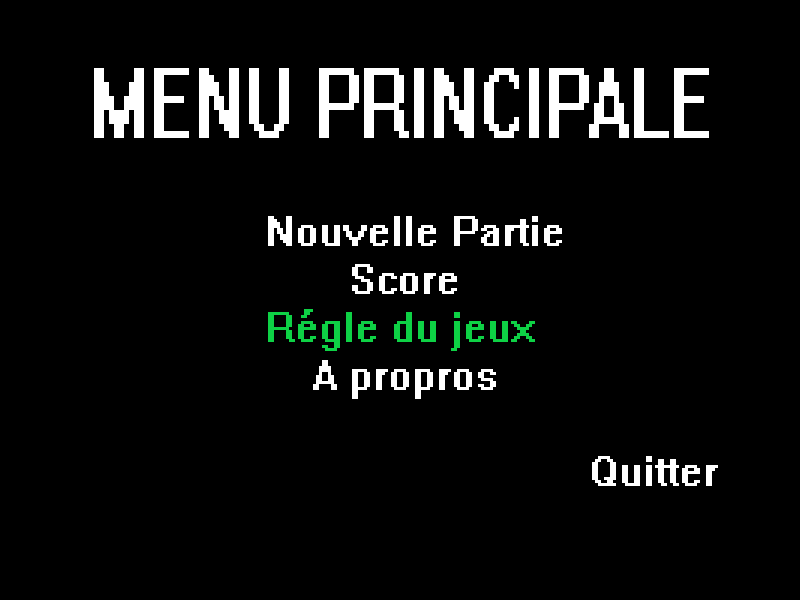 MENU PRINCIPALE
Nouvelle Partie
Score
Régle du jeux
A propros
Quitter